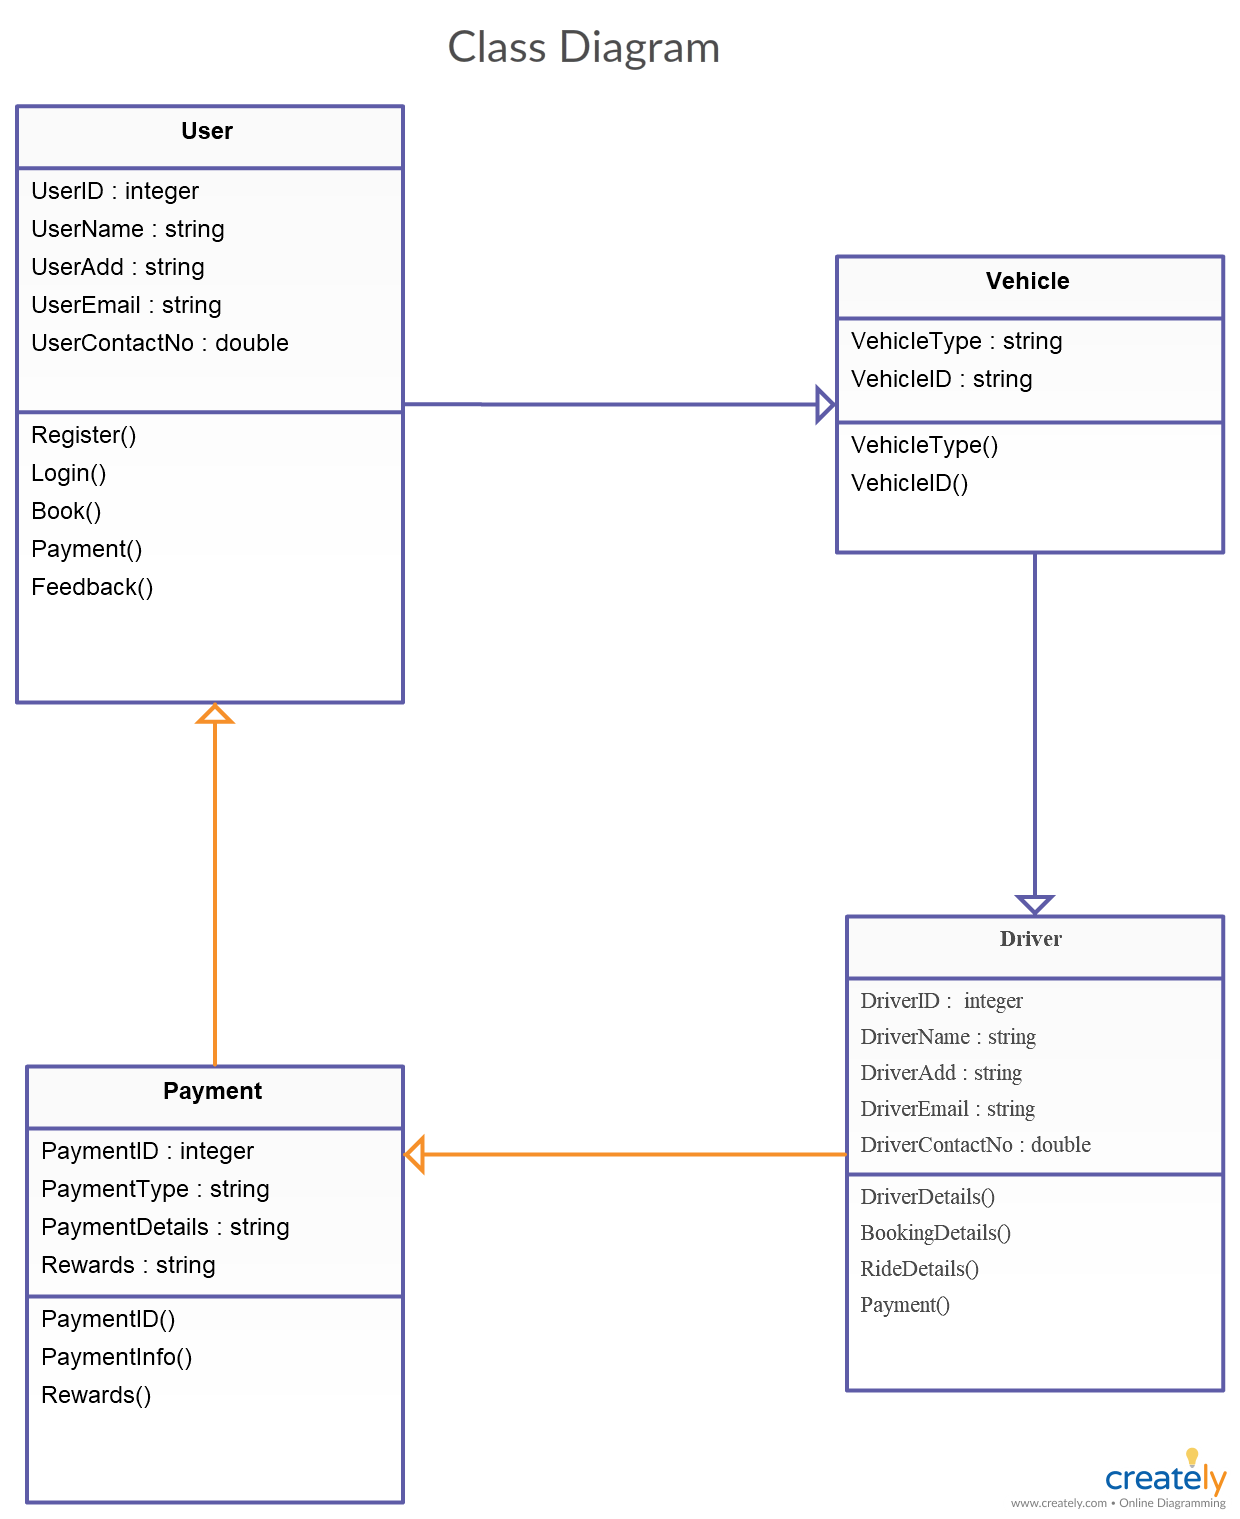 Class Diagram
User
UserID : integer
UserName : string
UserAdd : string
UserEmail : string
UserContactNo : double
Register()
Login()
Book()
Payment()
Feedback()
Vehicle
VehicleType : string
VehicleID : string
VehicleType()
VehicleID()
Payment
PaymentID : integer
PaymentType : string
PaymentDetails : string
Rewards : string
PaymentID()
PaymentInfo()
Rewards()
Driver
DriverID :  integer
DriverName : string
DriverAdd : string
DriverEmail : string
DriverContactNo : double
DriverDetails()
BookingDetails()
RideDetails()
Payment()
creately
www.creately.com • Online Diagramming